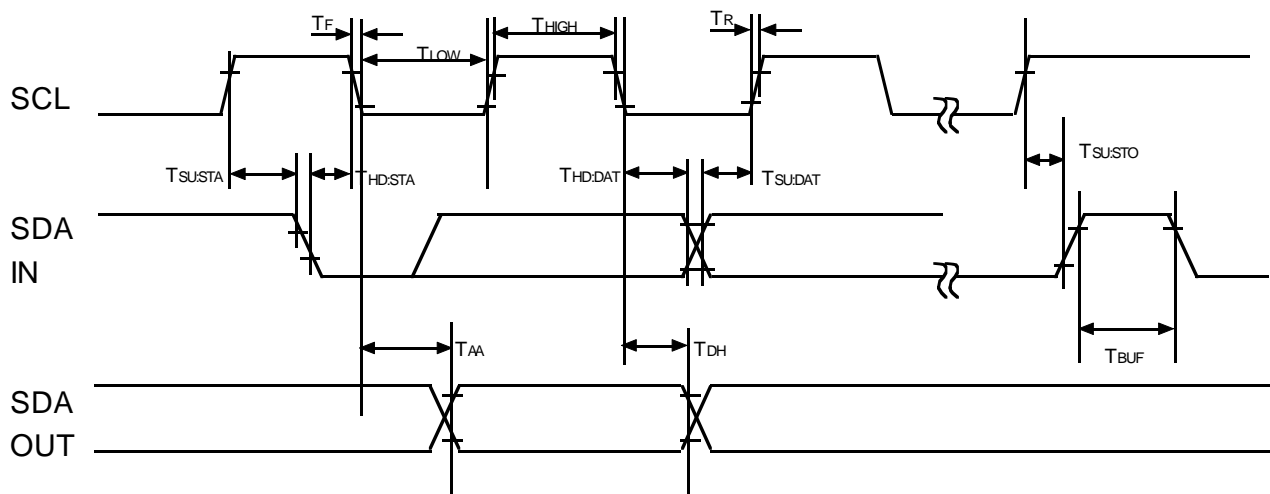 TF
THIGH
TR
TLOW
SCL
TSU:STA
THD:STA
THD:DAT
TSU:DAT
TSU:STO
SDA
IN
TAA
TDH
TBUF
SDA
OUT